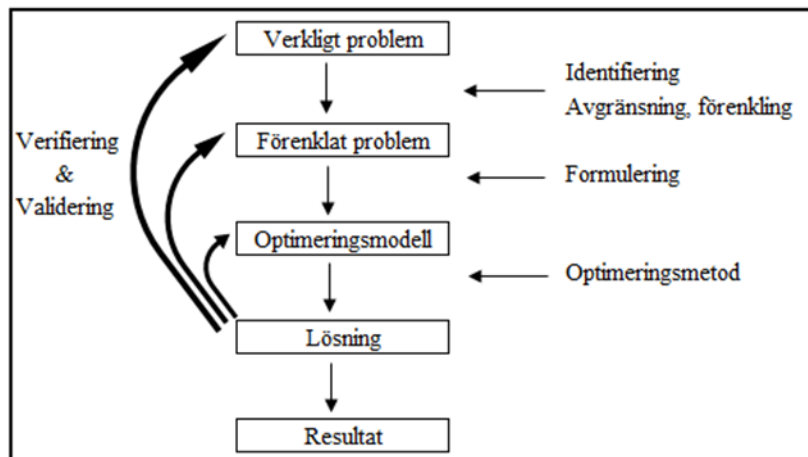 Verkligt problem
Identifiering
Avgränsning, förenkling
Verifiering
&
Validering
Förenklat problem
Formulering
Optimeringsmodell
Optimeringsmetod
Lösning
Resultat